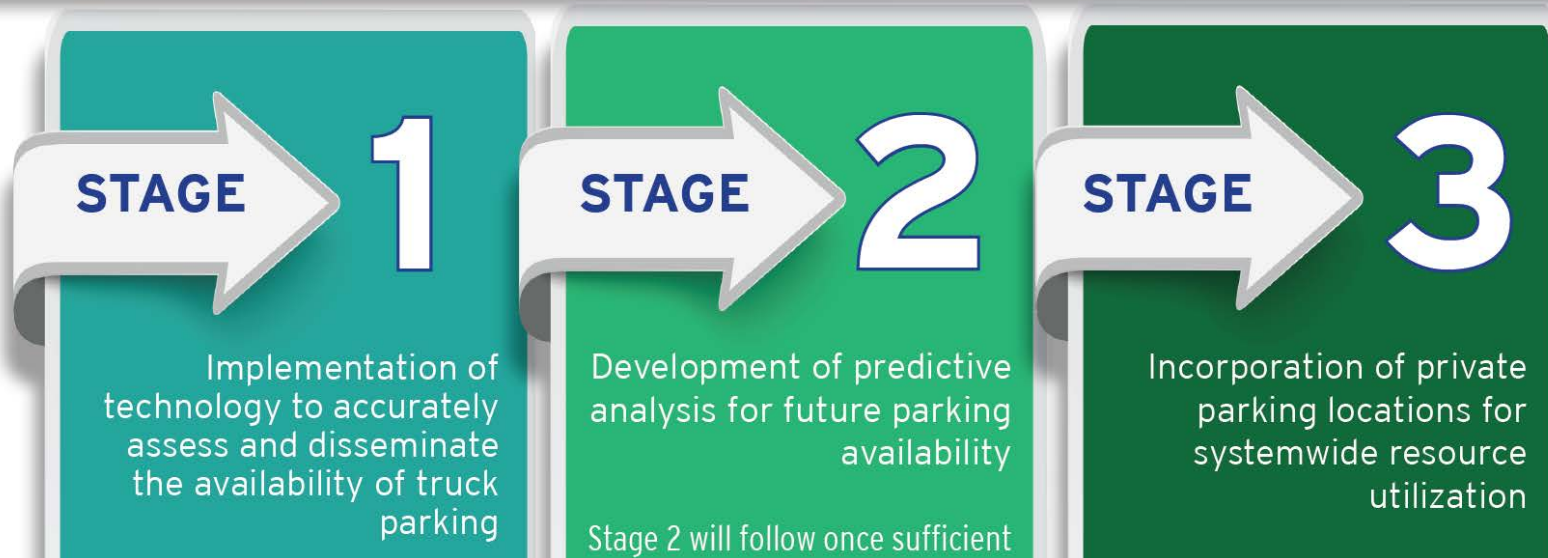 STAGE 1
Implementation of
technology to accurately
assess and disseminate
the availability of truck
parking
STAGE 2
Development of predictive
analysis for future parking
availability
Stage 2 will follow once sufficient
STAGE 3
Incorporation of private
parking locations for
systemwide resource
utilization